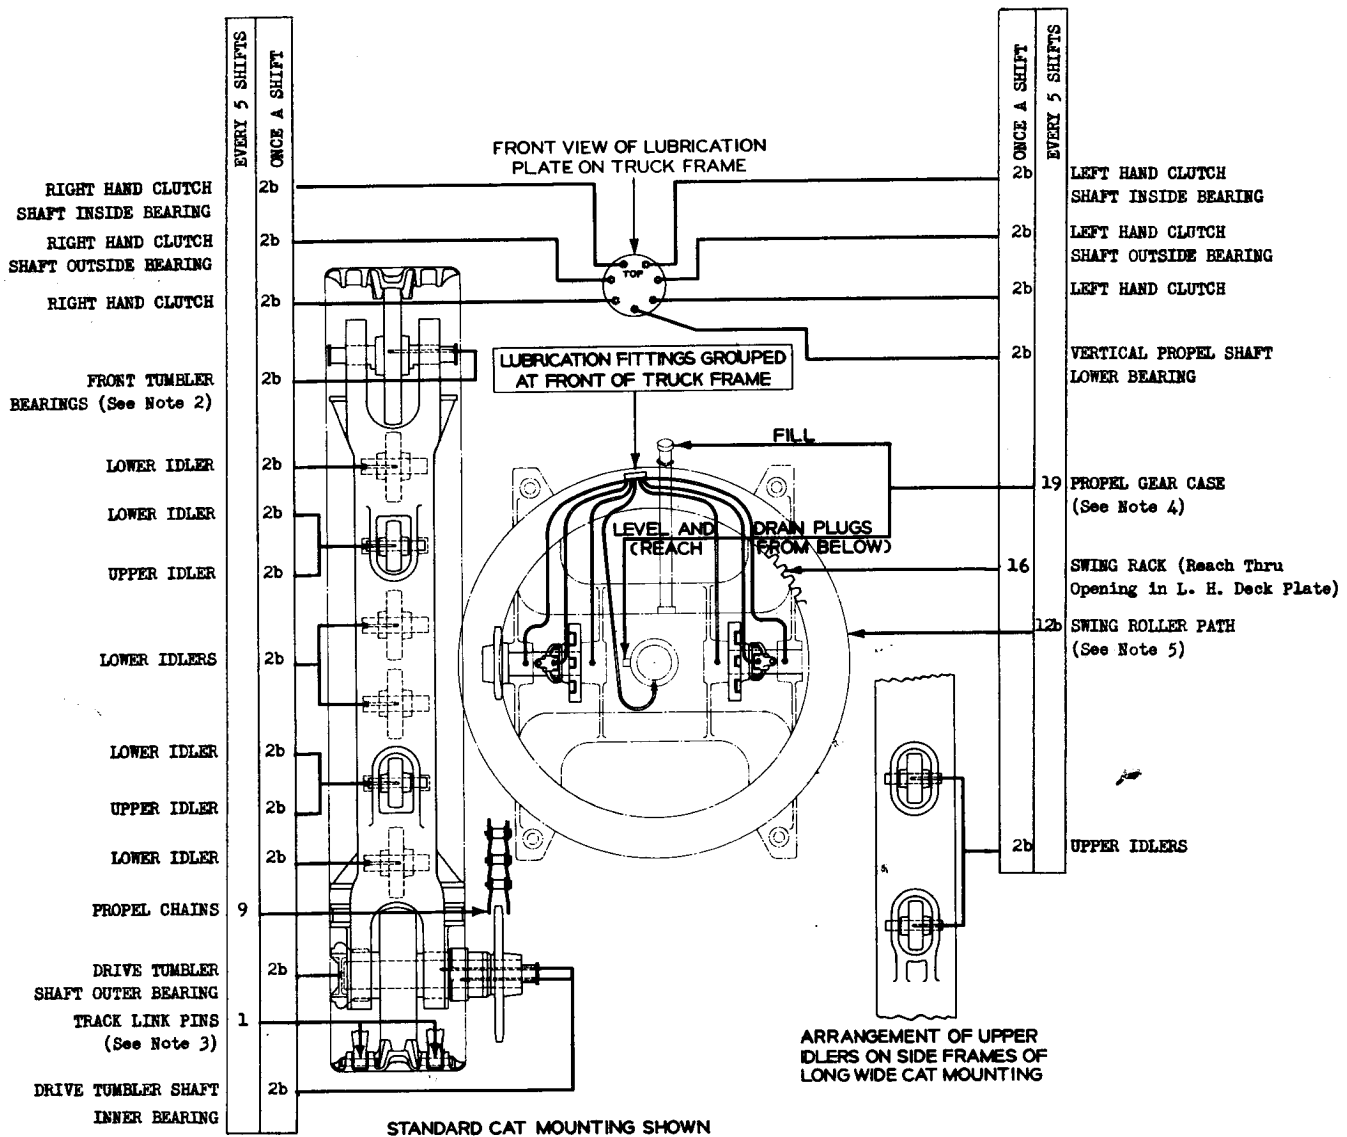 EVERY 5 SHIFTS
ONCE A SHIFT
RIGHT HAND CLUTCH 2b
SHAFT INSIDE BEARING
RIGHT HAND CLUTCH 2b
SHAFT OUTSIDE BEARING
RIGHT HAND CLUTCH 2b
FRONT TUMBLER 2b
BEARINGS (See Note 2)
LOWER IDLER 2b
LOWER IDLER 2b
UPPER IDLER 2b
LOWER IDLERS 2b
LOWER IDLER 2b
UPPER IDLER 2b
LOWER IDLER 2b
PROPEL CHAINS 9
DRIVE TUMBLER 2b
SHAFT OUTER BEARING
TRACK LINK PINS 1
(See Note 3)
DRIVE TUMBLER SHAFT 2b
INNER BEARING
FRONT VIEW OF LUBRICATION
PLATE ON TRUCK FRAME
TOP
LUBRICATION FITTINGS GROUPED
AT FRONT OF TRUCK FRAME
FILL
LEVEL AND DRAIN PLUGS
(REACH FROM BELOW)
STANDARD CAT MOUNTING SHOWN
ONCE A SHIFT
EVERY 5 SHIFTS
2b LEFT HAND CLUTCH
SHAFT INSIDE BEARING
2b LEFT HAND CLUTCH
SHAFT OUTSIDE BEARING
2b LEFT HAND CLUTCH
2b VERTICAL PROPEL SHAFT
LOWER BEARING
19 PROPEL GEAR CASE
(See Note 4)
16 SWING RACK (Reach Thru
Opening in L. H. Deck Plate)
12b SWING ROLLER PATH
(See Note 5)
2b UPPER IDLERS
ARRANGEMENT OF UPPER
IDLERS ON SIDE FRAMES OF
LONG WIDE CAT MOUNTING